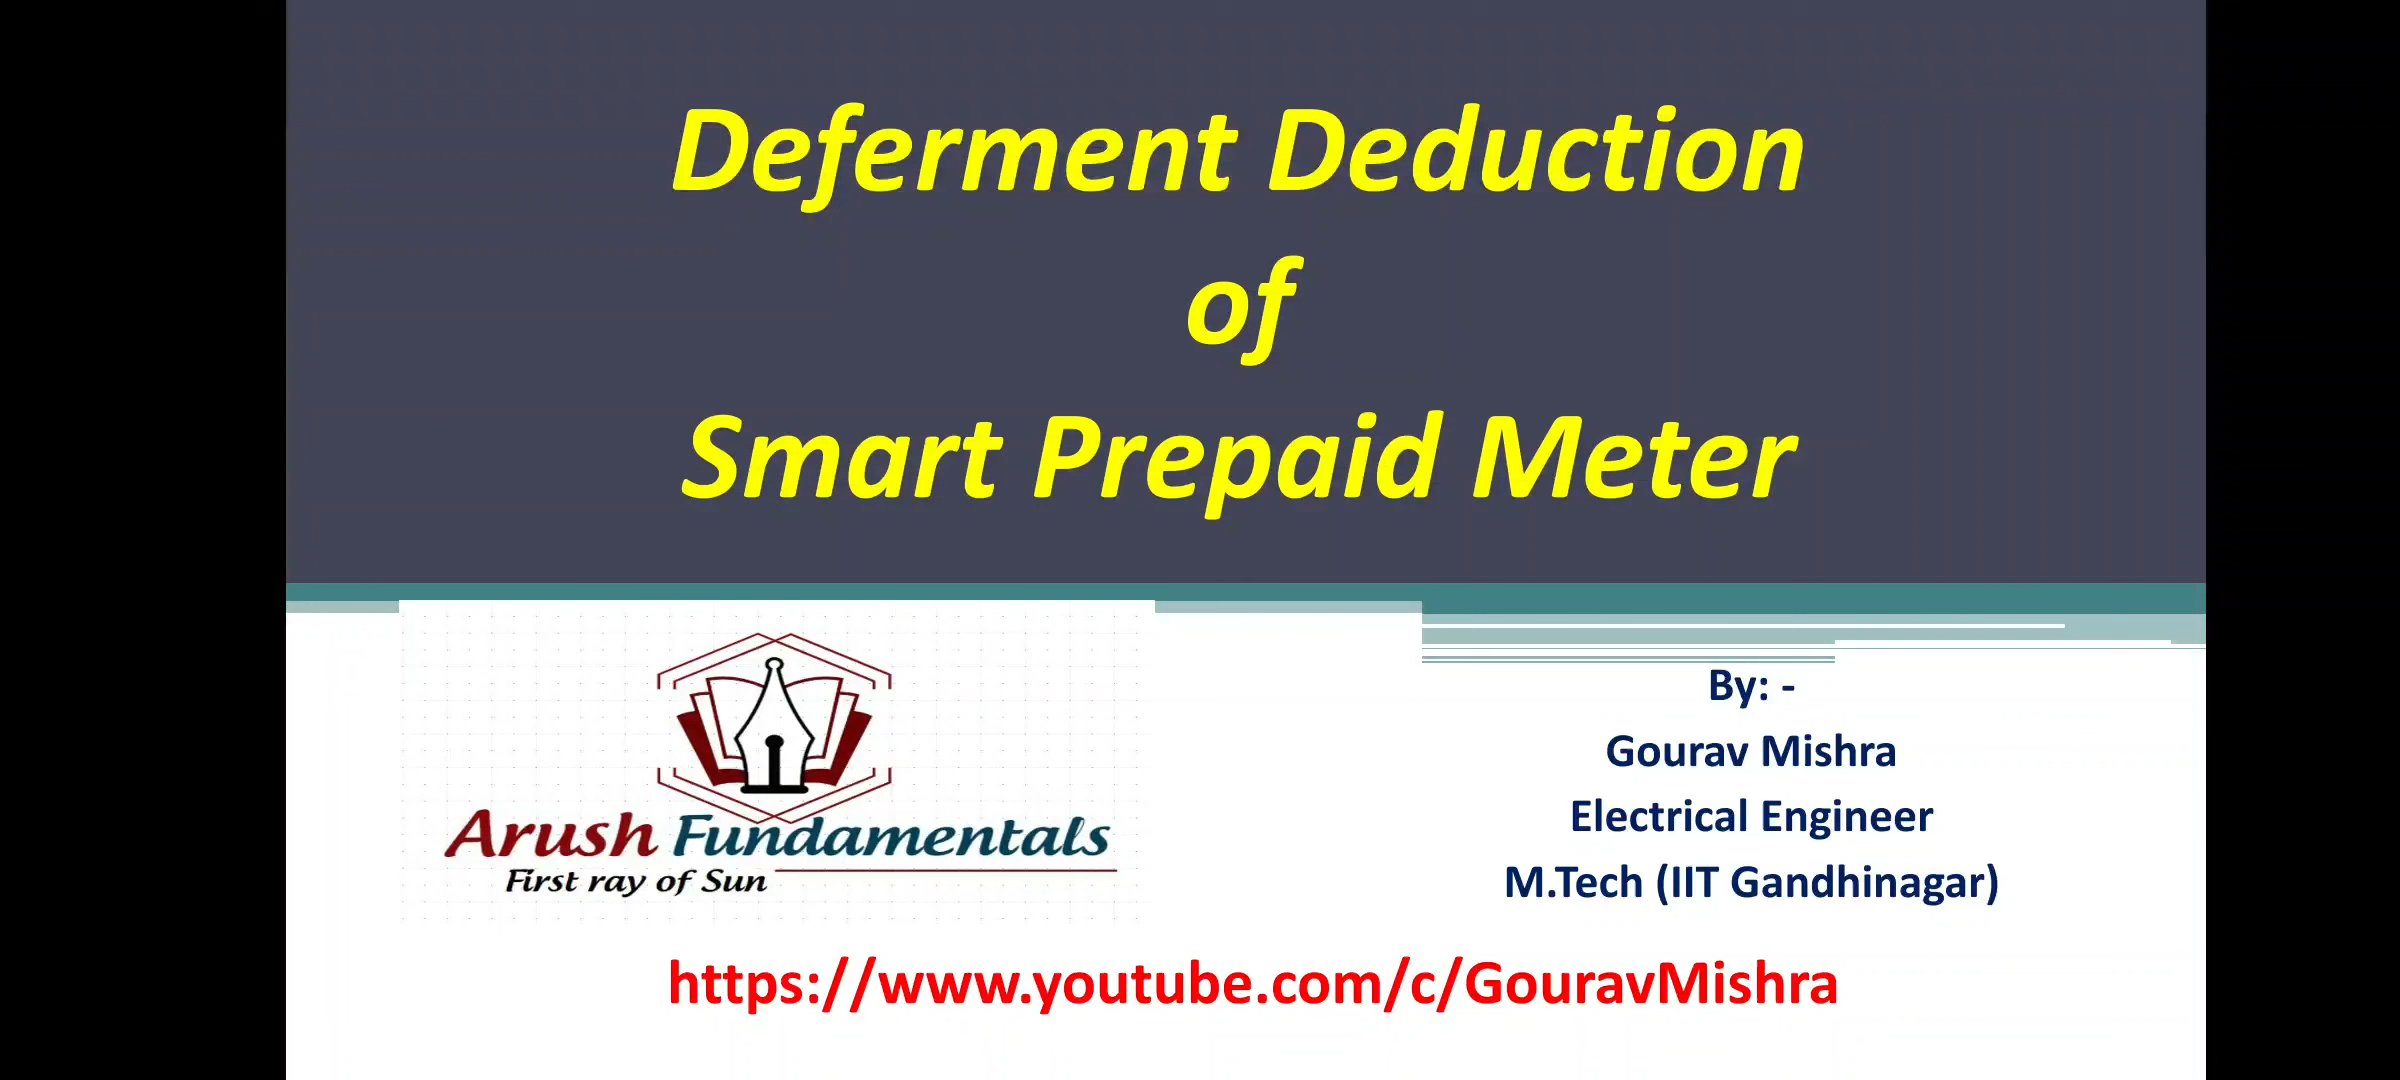 Deferment Deduction
of
Smart Prepaid Meter
Arush Fundamentals
First ray of Sun
By: -
Gourav Mishra
Electrical Engineer
M.Tech (IIT Gandhinagar)
https://www.youtube.com/c/GouravMishra